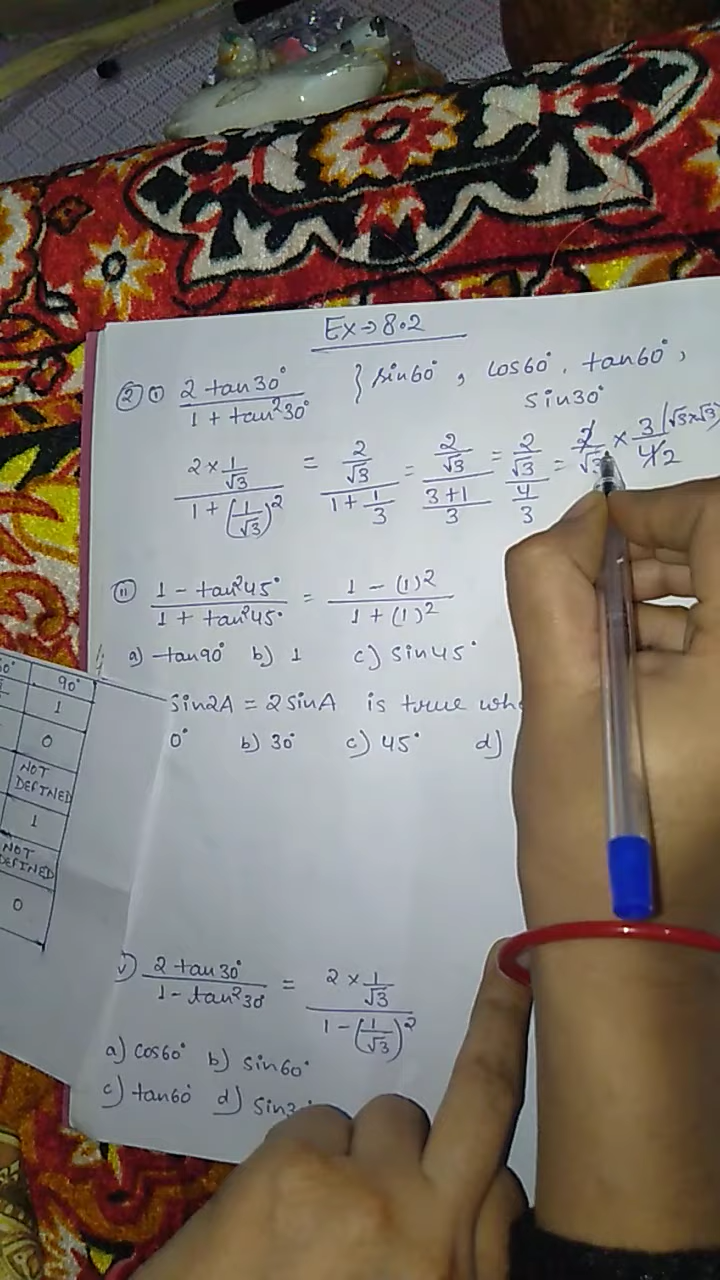 Ex→8.2
② ① 2 tan30° / 1 + tan²30° } sin60°, cos60°. tan60°,
sin30°
2 × 1/√3 / 1 + (1/√3)² = 2/√3 / 1 + 1/3 = 2/√3 / 3+1/3 = 2/√3 / 4/3 = 2/√3 × 3(√3×√3)/4 2
⑪ 1 - tan²45° / 1 + tan²45° = 1 - (1)² / 1 + (1)²
a) tan90° b) 1 c) sin45°
sin2A = 2 sinA is true
0° b) 30° c) 45° d)
2 tan30° / 1 - tan²30 = 2 × 1/√3 / 1 - (1/√3)²
a) cos60° b) sin60°
c) tan60 d)
90°
1
0
NOT
DEFINED
1
NOT
DEFINED
0